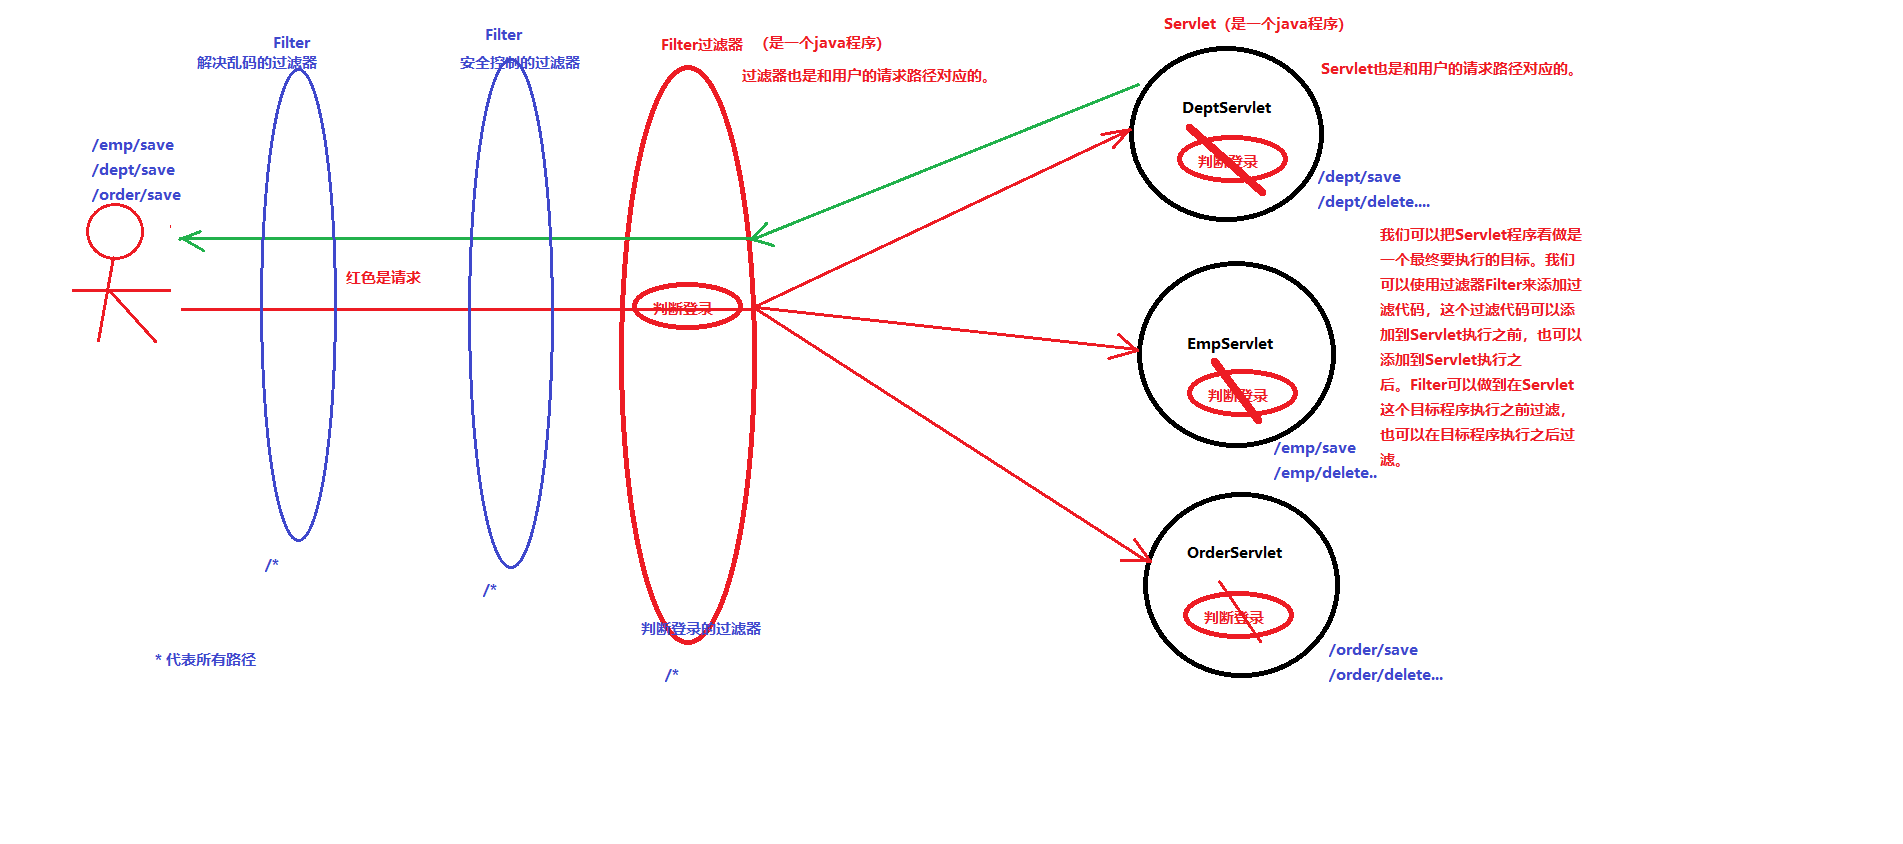 Filter
解决乱码的过滤器
Filter
安全控制的过滤器
Filter过滤器 （是一个java程序）
过滤器也是和用户的请求路径对应的。
Servlet（是一个java程序）
Servlet也是和用户的请求路径对应的。
/emp/save
/dept/save
/order/save
红色是请求
判断登录
DeptServlet
判断登录
/dept/save
/dept/delete....
我们可以把Servlet程序看做是
一个最终要执行的目标。我们
可以使用过滤器Filter来添加过
滤代码，这个过滤代码可以添
加到Servlet执行之前，也可以
添加到Servlet执行之
后。Filter可以做到在Servlet
这个目标程序执行之前过滤，
也可以在目标程序执行之后过
滤。
EmpServlet
判断登录
/emp/save
/emp/delete..
OrderServlet
判断登录
/order/save
/order/delete...
/*
/*
判断登录的过滤器
/*
* 代表所有路径